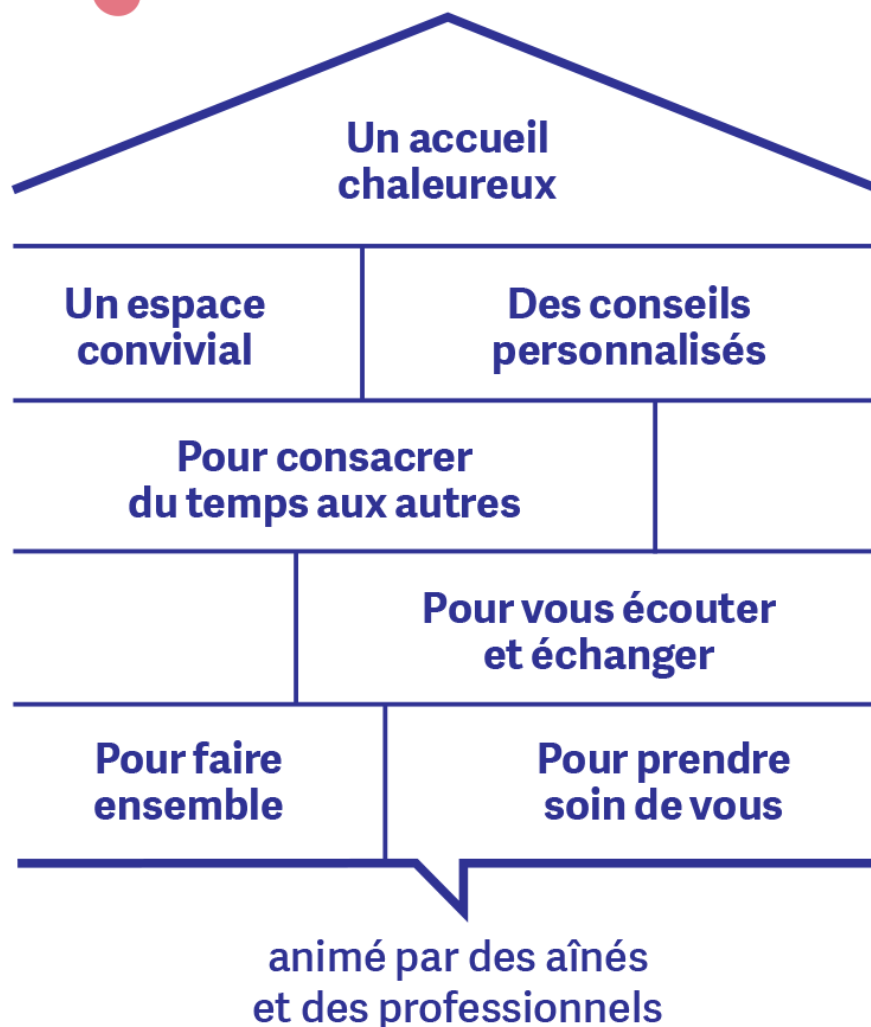 Un accueil
chaleureux
Un espace
convivial
Des conseils
personnalisés
Pour consacrer
du temps aux autres
Pour vous écouter
et échanger
Pour faire
ensemble
Pour prendre
soin de vous
animé par des aînés
et des professionnels